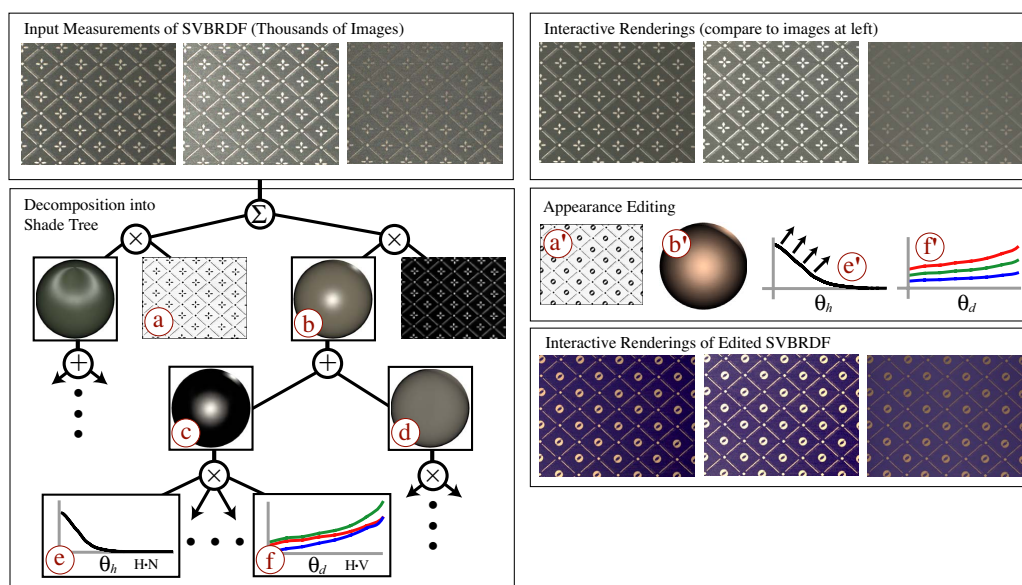 Input Measurements of SVBRDF (Thousands of Images)
Decomposition into
Shade Tree
Σ
×
×
a
b
+
+
c
d
×
×
e
θh H·N
f
θd H·V
Interactive Renderings (compare to images at left)
Appearance Editing
a'
b'
e'
θh
f'
θd
Interactive Renderings of Edited SVBRDF